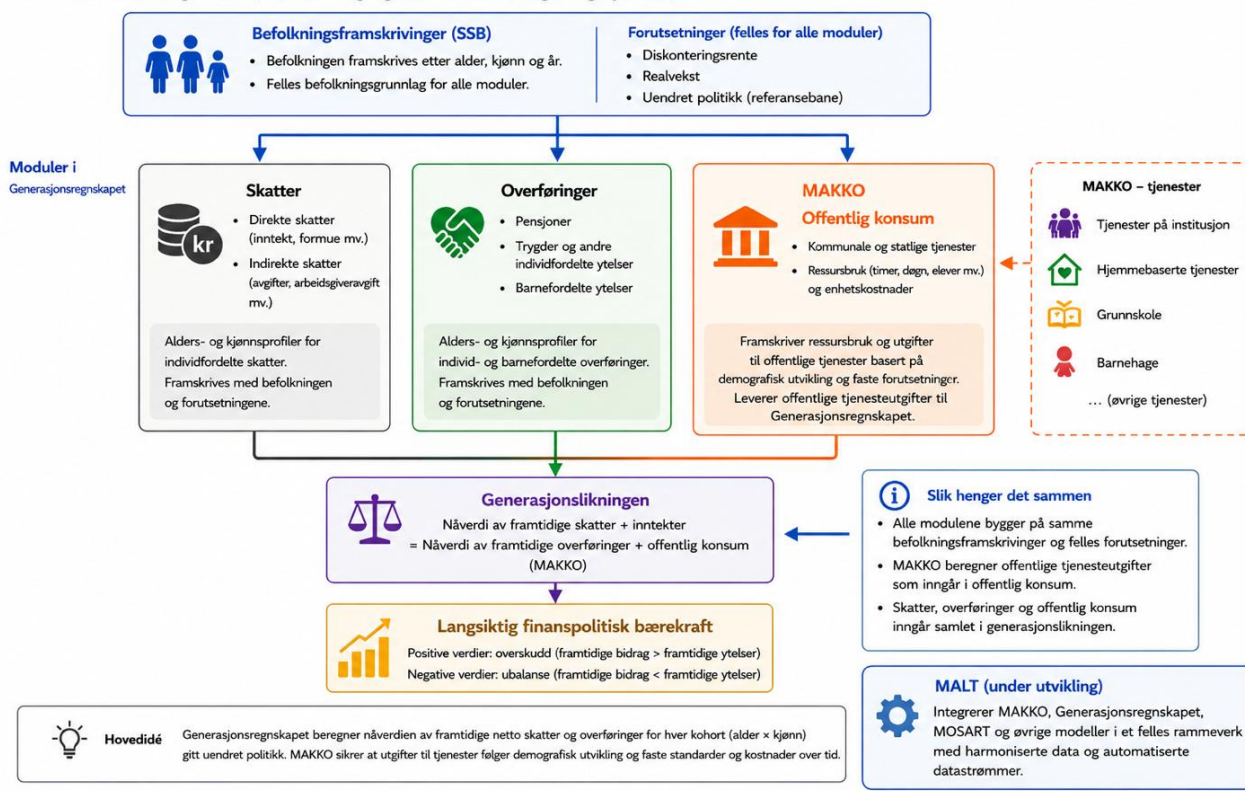 Befolkningsframskrivinger (SSB)
• Befolkningen framskrives etter alder, kjønn og år.
• Felles befolkningsgrunnlag for alle moduler.
Forutsetninger (felles for alle moduler)
• Diskonteringsrente
• Realvekst
• Uendret politikk (referansebane)
Moduler i
Generasjonsregnskapet
Skatter
kr
• Direkte skatter
(inntekt, formue mv.)
• Indirekte skatter
(avgifter, arbeidsgiveravgift
mv.)
Alders- og kjønnsprofiler for
individfordelte skatter.
Framskrives med befolkningen
og forutsetningene.
Overføringer
• Pensjoner
• Trygder og andre
individfordelte ytelser
• Barnefordelte ytelser
Alders- og kjønnsprofiler for
individ- og barnefordelte overføringer.
Framskrives med befolkningen
og forutsetningene.
MAKKO
Offentlig konsum
• Kommunale og statlige tjenester
• Ressursbruk (timer, døgn, elever mv.)
og enhetskostnader
Framskriver ressursbruk og utgifter
til offentlige tjenester basert på
demografisk utvikling og faste forutsetninger.
Leverer offentlige tjenesteutgifter til
Generasjonsregnskapet.
MAKKO – tjenester
Tjenester på institusjon
Hjemmebaserte tjenester
Grunnskole
Barnehage
... (øvrige tjenester)
Generasjonslikningen
Nåverdi av framtidige skatter + inntekter
= Nåverdi av framtidige overføringer + offentlig konsum
(MAKKO)
Slik henger det sammen
• Alle modulene bygger på samme
befolkningsframskrivinger og felles forutsetninger.
• MAKKO beregner offentlige tjenesteutgifter
som inngår i offentlig konsum.
• Skatter, overføringer og offentlig konsum
inngår samlet i generasjonslikningen.
Langsiktig finanspolitisk bærekraft
Positive verdier: overskudd (framtidige bidrag > framtidige ytelser)
Negative verdier: ubalanse (framtidige bidrag < framtidige ytelser)
MALT (under utvikling)
Integrerer MAKKO, Generasjonsregnskapet,
MOSART og øvrige modeller i et felles rammeverk
med harmoniserte data og automatiserte
datastrømmer.
Hovedidé
Generasjonsregnskapet beregner nåverdien av framtidige netto skatter og overføringer for hver kohort (alder × kjønn)
gitt uendret politikk. MAKKO sikrer at utgifter til tjenester følger demografisk utvikling og faste standarder og kostnader over tid.